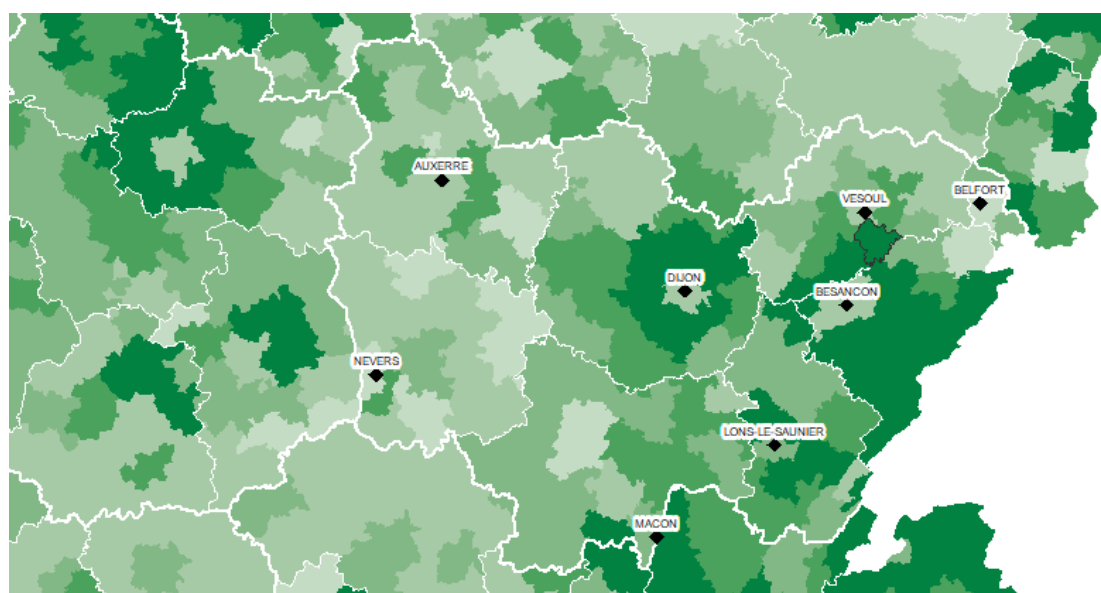 AUXERRE
BELFORT
VESOUL
DIJON
BESANCON
NEVERS
LONS-LE-SAUNIER
MACON